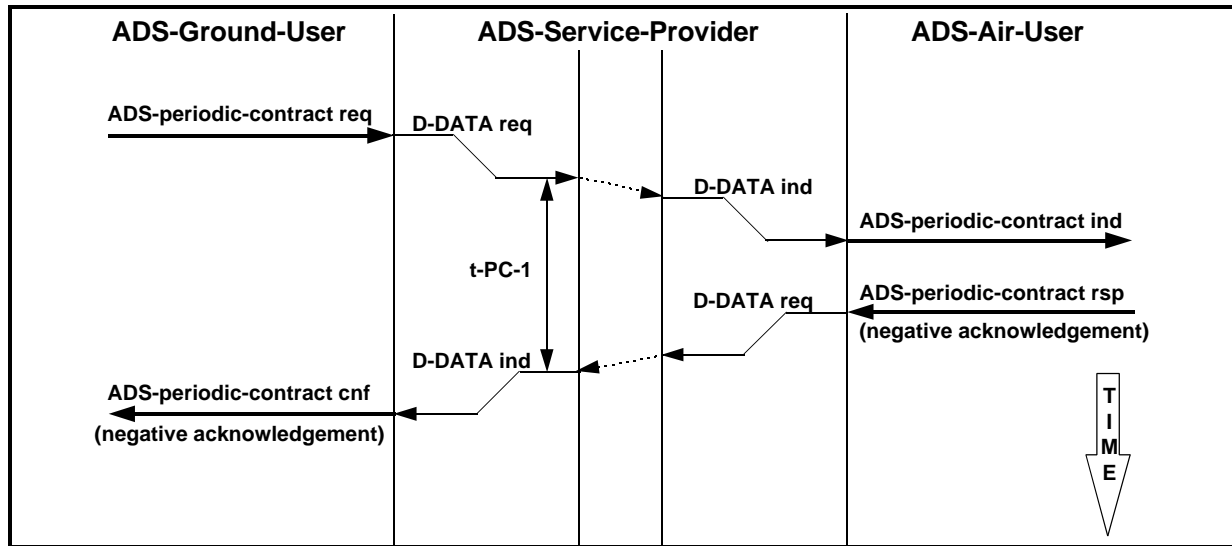 ADS-Ground-User
ADS-Service-Provider
ADS-Air-User
ADS-periodic-contract req
D-DATA req
D-DATA ind
ADS-periodic-contract ind
t-PC-1
D-DATA req
ADS-periodic-contract rsp
(negative acknowledgement)
D-DATA ind
ADS-periodic-contract cnf
(negative acknowledgement)
T
I
M
E